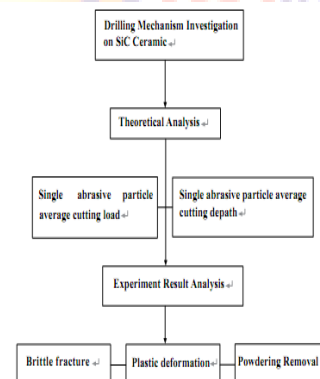 Drilling Mechanism Investigation
on SiC Ceramic↵
Theoretical Analysis↵
Single abrasive particle
average cutting load↵
Single abrasive particle average
cutting depath↵
Experiment Result Analysis↵
Brittle fracture ↵
Plastic deformation↵
Powdering Removal